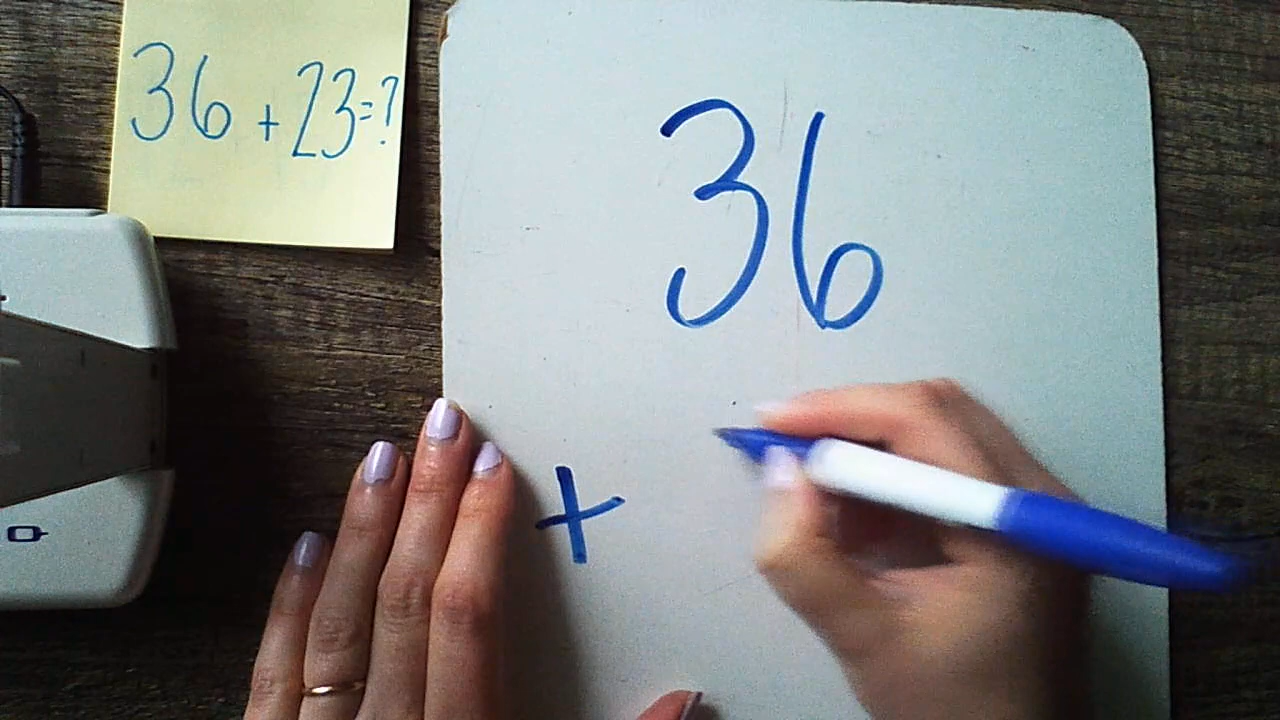 36 + 23 = ?
36
+